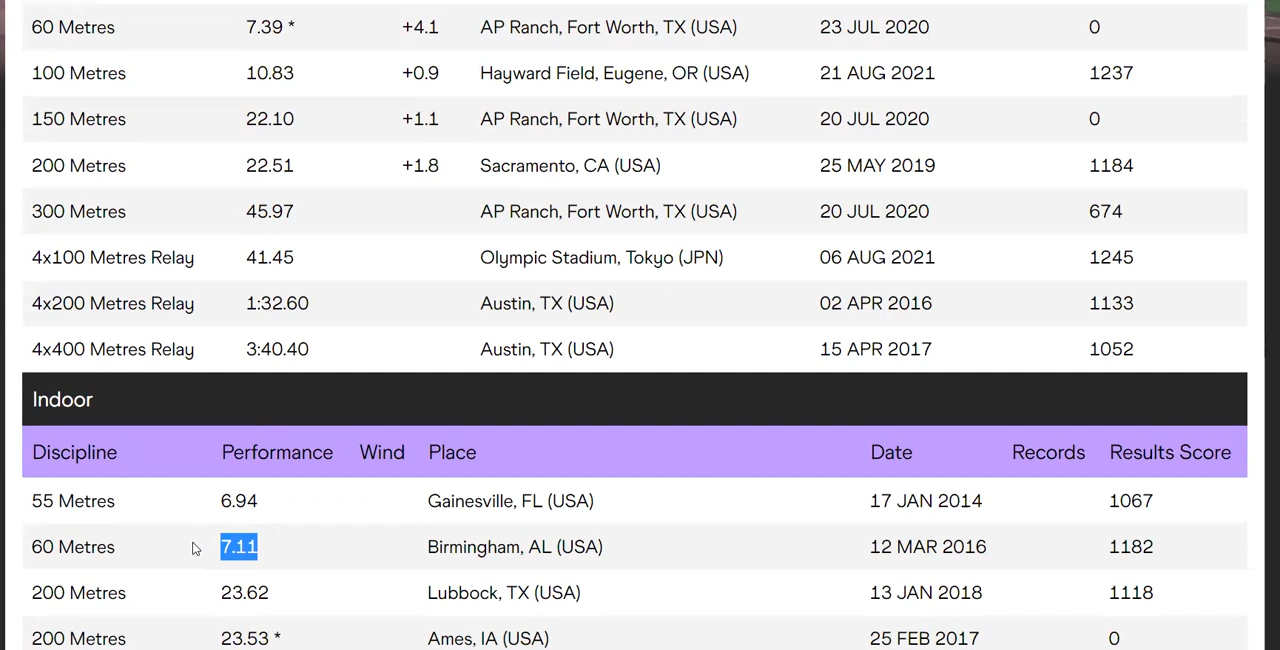 60 Metres 7.39 * +4.1 AP Ranch, Fort Worth, TX (USA) 23 JUL 2020 0
100 Metres 10.83 +0.9 Hayward Field, Eugene, OR (USA) 21 AUG 2021 1237
150 Metres 22.10 +1.1 AP Ranch, Fort Worth, TX (USA) 20 JUL 2020 0
200 Metres 22.51 +1.8 Sacramento, CA (USA) 25 MAY 2019 1184
300 Metres 45.97 AP Ranch, Fort Worth, TX (USA) 20 JUL 2020 674
4x100 Metres Relay 41.45 Olympic Stadium, Tokyo (JPN) 06 AUG 2021 1245
4x200 Metres Relay 1:32.60 Austin, TX (USA) 02 APR 2016 1133
4x400 Metres Relay 3:40.40 Austin, TX (USA) 15 APR 2017 1052
Indoor
Discipline Performance Wind Place Date Records Results Score
55 Metres 6.94 Gainesville, FL (USA) 17 JAN 2014 1067
60 Metres 7.11 Birmingham, AL (USA) 12 MAR 2016 1182
200 Metres 23.62 Lubbock, TX (USA) 13 JAN 2018 1118
200 Metres 23.53 * Ames, IA (USA) 25 FEB 2017 0